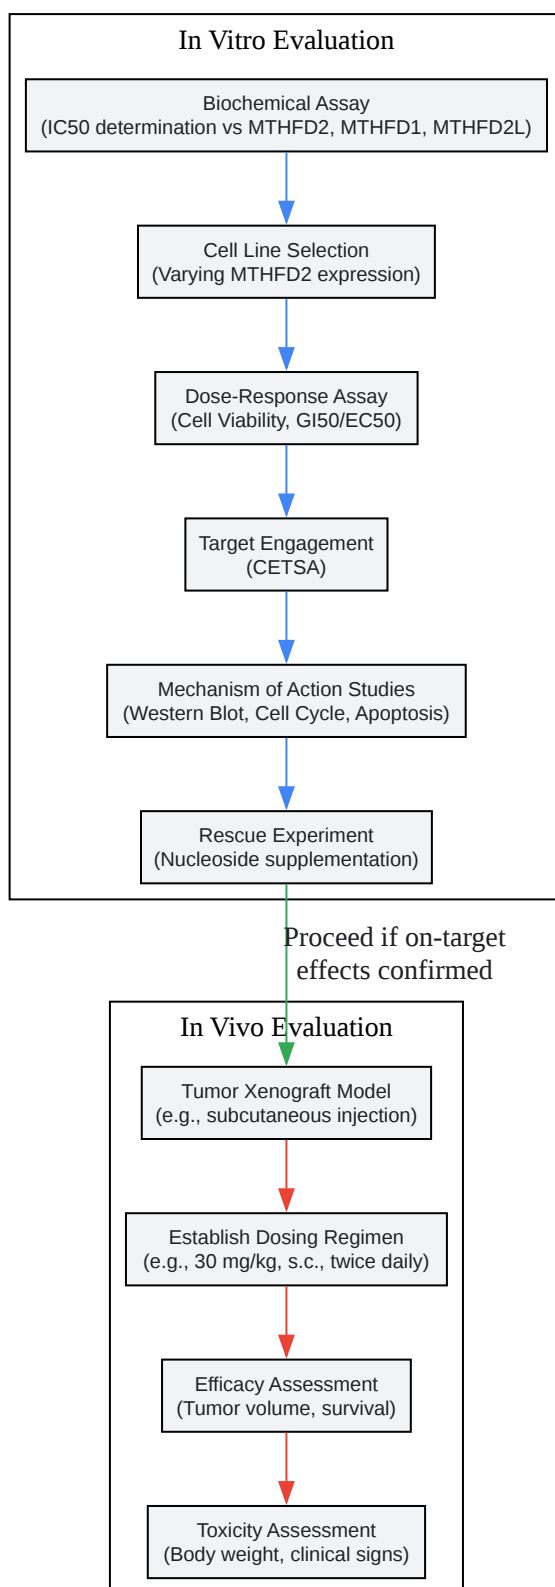 In Vitro Evaluation
Biochemical Assay
(IC50 determination vs MTHFD2, MTHFD1, MTHFD2L)
Cell Line Selection
(Varying MTHFD2 expression)
Dose-Response Assay
(Cell Viability, GI50/EC50)
Target Engagement
(CETSA)
Mechanism of Action Studies
(Western Blot, Cell Cycle, Apoptosis)
Rescue Experiment
(Nucleoside supplementation)
Proceed if on-target
effects confirmed
In Vivo Evaluation
Tumor Xenograft Model
(e.g., subcutaneous injection)
Establish Dosing Regimen
(e.g., 30 mg/kg, s.c., twice daily)
Efficacy Assessment
(Tumor volume, survival)
Toxicity Assessment
(Body weight, clinical signs)